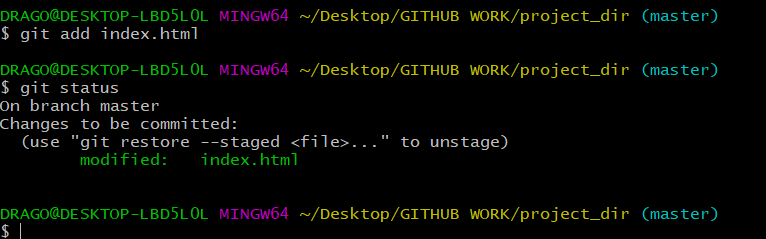 DRAGO@DESKTOP-LBD5L0L MINGW64 ~/Desktop/GITHUB WORK/project_dir (master)
$ git add index.html
DRAGO@DESKTOP-LBD5L0L MINGW64 ~/Desktop/GITHUB WORK/project_dir (master)
$ git status
On branch master
Changes to be committed:
  (use "git restore --staged <file>..." to unstage)
        modified:   index.html
DRAGO@DESKTOP-LBD5L0L MINGW64 ~/Desktop/GITHUB WORK/project_dir (master)
$